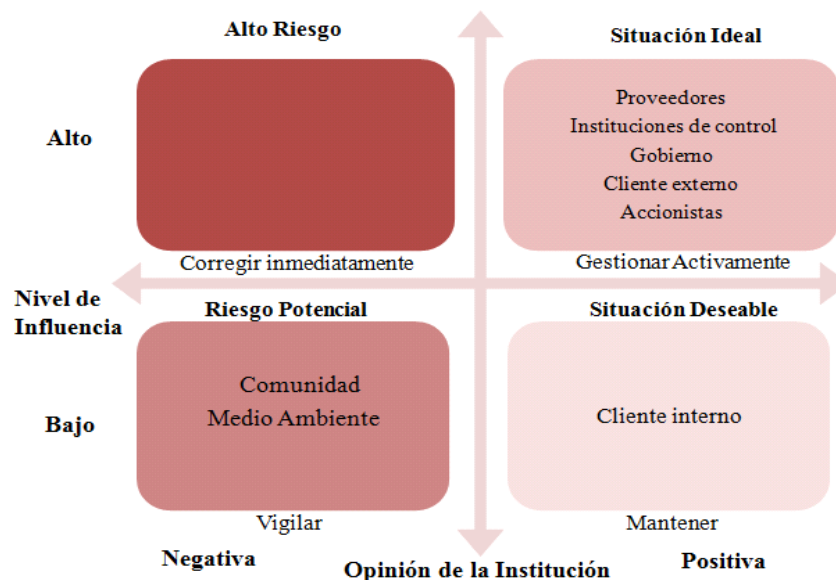 Alto Riesgo
Situación Ideal
Alto
Proveedores
Instituciones de control
Gobierno
Cliente externo
Accionistas
Corregir inmediatamente
Gestionar Activamente
Nivel de
Influencia
Riesgo Potencial
Situación Deseable
Bajo
Comunidad
Medio Ambiente
Cliente interno
Vigilar
Mantener
Negativa
Opinión de la Institución
Positiva